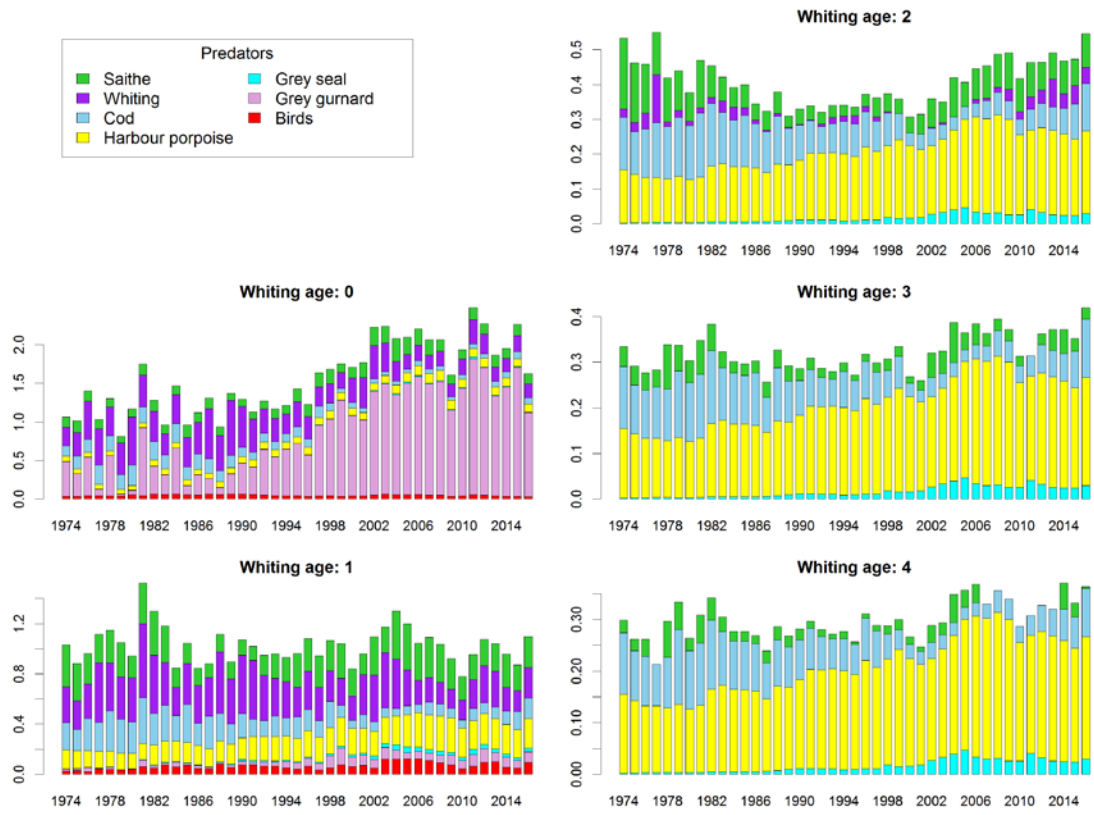 Predators
Saithe
Whiting
Cod
Harbour porpoise
Grey seal
Grey gurnard
Birds
Whiting age: 2
0.0 0.1 0.2 0.3 0.4 0.5
1974 1978 1982 1986 1990 1994 1998 2002 2006 2010 2014
Whiting age: 0
0.0 0.5 1.0 1.5 2.0
1974 1978 1982 1986 1990 1994 1998 2002 2006 2010 2014
Whiting age: 3
0.0 0.1 0.2 0.3 0.4
1974 1978 1982 1986 1990 1994 1998 2002 2006 2010 2014
Whiting age: 1
0.0 0.4 0.8 1.2
1974 1978 1982 1986 1990 1994 1998 2002 2006 2010 2014
Whiting age: 4
0.00 0.10 0.20 0.30
1974 1978 1982 1986 1990 1994 1998 2002 2006 2010 2014